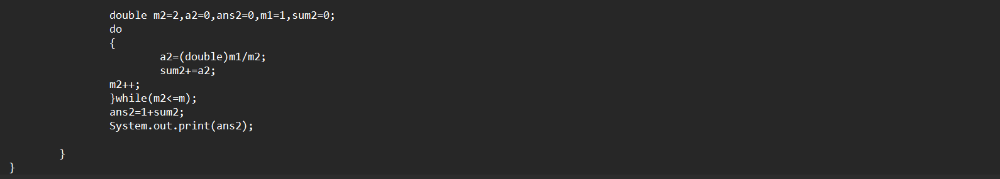 double m2=2,a2=0,ans2=0,m1=1,sum2=0;
do
{
a2=(double)m1/m2;
sum2+=a2;
m2++;
}while(m2<=m);
ans2=1+sum2;
System.out.print(ans2);
}
}